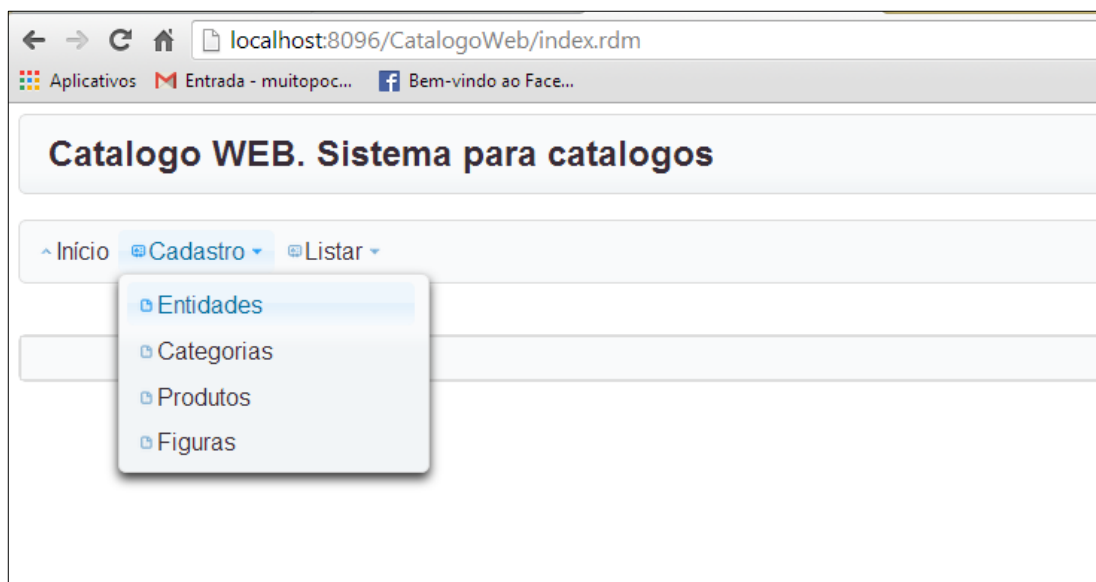 localhost:8096/CatalogoWeb/index.rdm
Aplicativos Entrada - muitopoc... Bem-vindo ao Face...
Catalogo WEB. Sistema para catalogos
Início Cadastro Listar
Entidades
Categorias
Produtos
Figuras